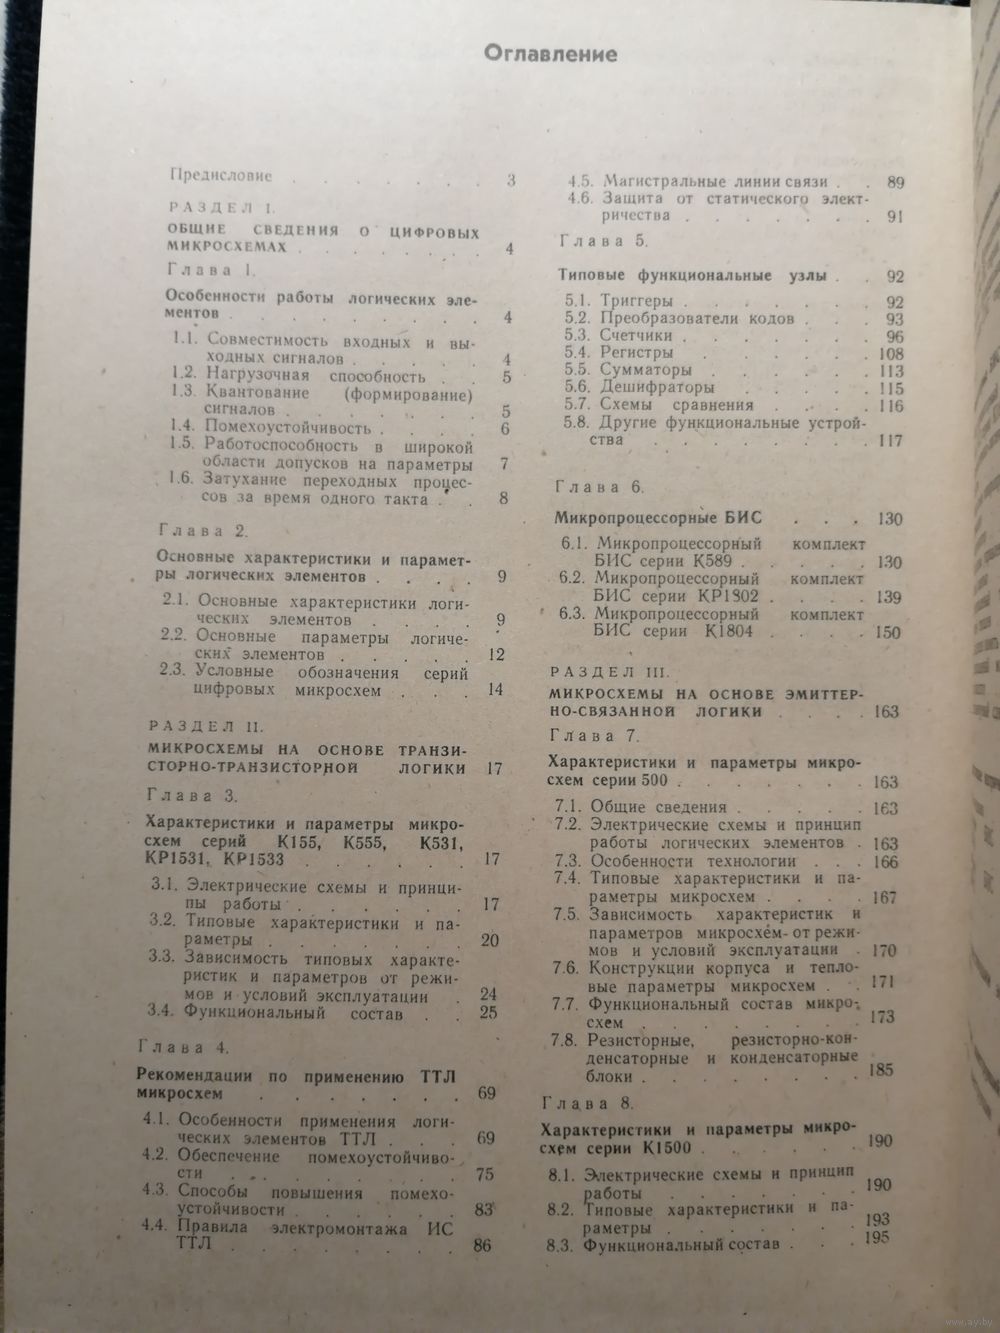 Оглавление
Предисловие . . . . . . . 3
РАЗДЕЛ I.
ОБЩИЕ СВЕДЕНИЯ О ЦИФРОВЫХ
МИКРОСХЕМАХ . . . . . . . 4
Глава 1.
Особенности работы логических эле-
ментов . . . . . . . . 4
1.1. Совместимость входных и вы-
ходных сигналов . . . . . 4
1.2. Нагрузочная способность . . 5
1.3. Квантование (формирование)
сигналов . . . . . . . 5
1.4. Помехоустойчивость . . . . 6
1.5. Работоспособность в широкой
области допусков на параметры 7
1.6. Затухание переходных процес-
сов за время одного такта . . 8
Глава 2.
Основные характеристики и парамет-
ры логических элементов . . . . 9
2.1. Основные характеристики логи-
ческих элементов . . . . 9
2.2. Основные параметры логиче-
ских элементов . . . . . 12
2.3. Условные обозначения серий
цифровых микросхем . . . 14
РАЗДЕЛ II.
МИКРОСХЕМЫ НА ОСНОВЕ ТРАНЗИ-
СТОРНО-ТРАНЗИСТОРНОЙ ЛОГИКИ 17
Глава 3.
Характеристики и параметры микро-
схем серий К155, К555, К531,
КР1531, КР1533 . . . . . . 17
3.1. Электрические схемы и принци-
пы работы . . . . . . 17
3.2. Типовые характеристики и па-
раметры . . . . . . . 20
3.3. Зависимость типовых характе-
ристик и параметров от режи-
мов и условий эксплуатации . 24
3.4. Функциональный состав . . 25
Глава 4.
Рекомендации по применению ТТЛ
микросхем . . . . . . . 69
4.1. Особенности применения логи-
ческих элементов ТТЛ . . . 69
4.2. Обеспечение помехоустойчиво-
сти . . . . . . . . 75
4.3. Способы повышения помехо-
устойчивости . . . . . . 83
4.4. Правила электромонтажа ИС
ТТЛ . . . . . . . . 86
4.5. Магистральные линии связи . . 89
4.6. Защита от статического элект-
ричества . . . . . . . 91
Глава 5.
Типовые функциональные узлы . . 92
5.1. Триггеры . . . . . . . 92
5.2. Преобразователи кодов . . . 93
5.3. Счетчики . . . . . . . 96
5.4. Регистры . . . . . . 108
5.5. Сумматоры . . . . . . 113
5.6. Дешифраторы . . . . . 115
5.7. Схемы сравнения . . . . 116
5.8. Другие функциональные устрой-
ства . . . . . . . 117
Глава 6.
Микропроцессорные БИС . . . 130
6.1. Микропроцессорный комплект
БИС серии К589 . . . . . 130
6.2. Микропроцессорный комплект
БИС серии КР1802 . . . . 139
6.3. Микропроцессорный комплект
БИС серии К1804 . . . . 150
РАЗДЕЛ III.
МИКРОСХЕМЫ НА ОСНОВЕ ЭМИТТЕР-
НО-СВЯЗАННОЙ ЛОГИКИ . . . . 163
Глава 7.
Характеристики и параметры микро-
схем серии 500 . . . . . . . 163
7.1. Общие сведения . . . . . 163
7.2. Электрические схемы и принцип
работы логических элементов . 163
7.3. Особенности технологии . . . 166
7.4. Типовые характеристики и па-
раметры микросхем . . . . 167
7.5. Зависимость характеристик и
параметров микросхем от режи-
мов и условий эксплуатации . 170
7.6. Конструкции корпуса и тепло-
вые параметры микросхем . . 171
7.7. Функциональный состав микро-
схем . . . . . . . . 173
7.8. Резисторные, резисторно-кон-
денсаторные и конденсаторные
блоки . . . . . . . . 185
Глава 8.
Характеристики и параметры микро-
схем серии К1500 . . . . . . 190
8.1. Электрические схемы и принцип
работы . . . . . . . 190
8.2. Типовые характеристики и па-
раметры . . . . . . . 193
8.3. Функциональный состав . . . 195
www.ay.by